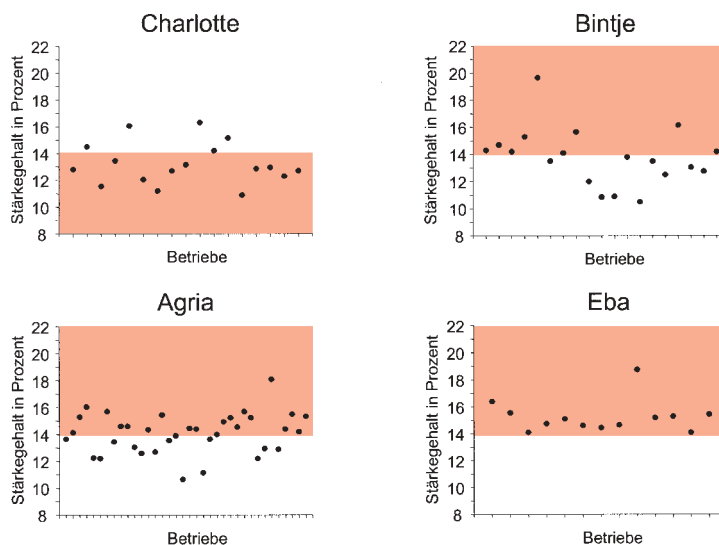 Charlotte
Stärkegehalt in Prozent
22
20
18
16
14
12
10
8
Betriebe
Bintje
Stärkegehalt in Prozent
22
20
18
16
14
12
10
8
Betriebe
Agria
Stärkegehalt in Prozent
22
20
18
16
14
12
10
8
Betriebe
Eba
Stärkegehalt in Prozent
22
20
18
16
14
12
10
8
Betriebe